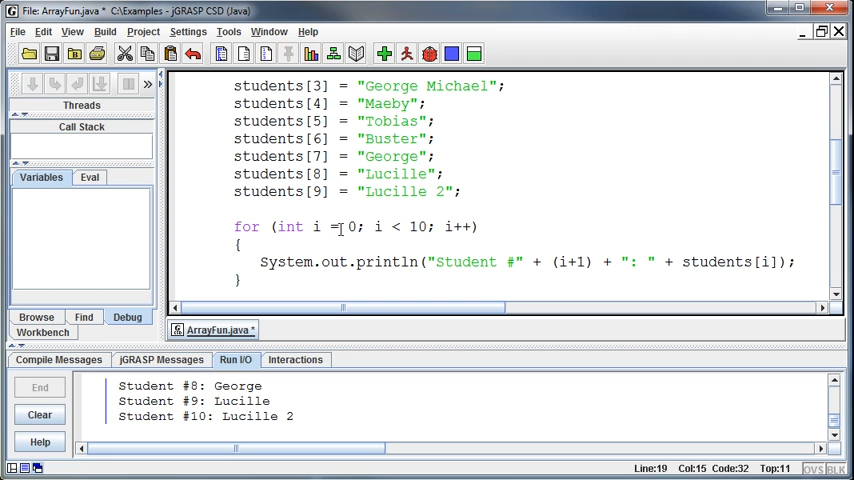 File: ArrayFun.java * C:\Examples - jGRASP CSD (Java)
File Edit View Build Project Settings Tools Window Help
Threads
Call Stack
Variables Eval
Browse Find Debug
Workbench
students[3] = "George Michael";
students[4] = "Maeby";
students[5] = "Tobias";
students[6] = "Buster";
students[7] = "George";
students[8] = "Lucille";
students[9] = "Lucille 2";
for (int i = 0; i < 10; i++)
{
System.out.println("Student #" + (i+1) + ": " + students[i]);
}
ArrayFun.java *
Compile Messages jGRASP Messages Run I/O Interactions
End
Clear
Help
Student #8: George
Student #9: Lucille
Student #10: Lucille 2
Line:19 Col:15 Code:32 Top:11 OVS BLK